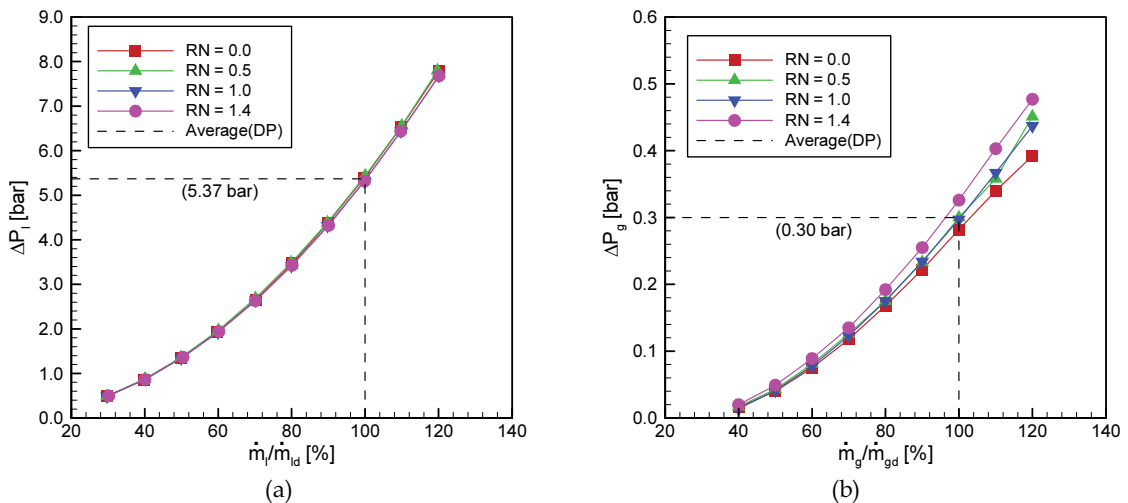 RN = 0.0
RN = 0.5
RN = 1.0
RN = 1.4
Average(DP)
9.0
8.0
7.0
6.0
5.0
4.0
3.0
2.0
1.0
0.0
ΔP_l [bar]
(5.37 bar)
20 40 60 80 100 120 140
ṁ_l/ṁ_ld [%]
(a)
RN = 0.0
RN = 0.5
RN = 1.0
RN = 1.4
Average(DP)
0.6
0.5
0.4
0.3
0.2
0.1
0.0
ΔP_g [bar]
(0.30 bar)
20 40 60 80 100 120 140
ṁ_g/ṁ_gd [%]
(b)